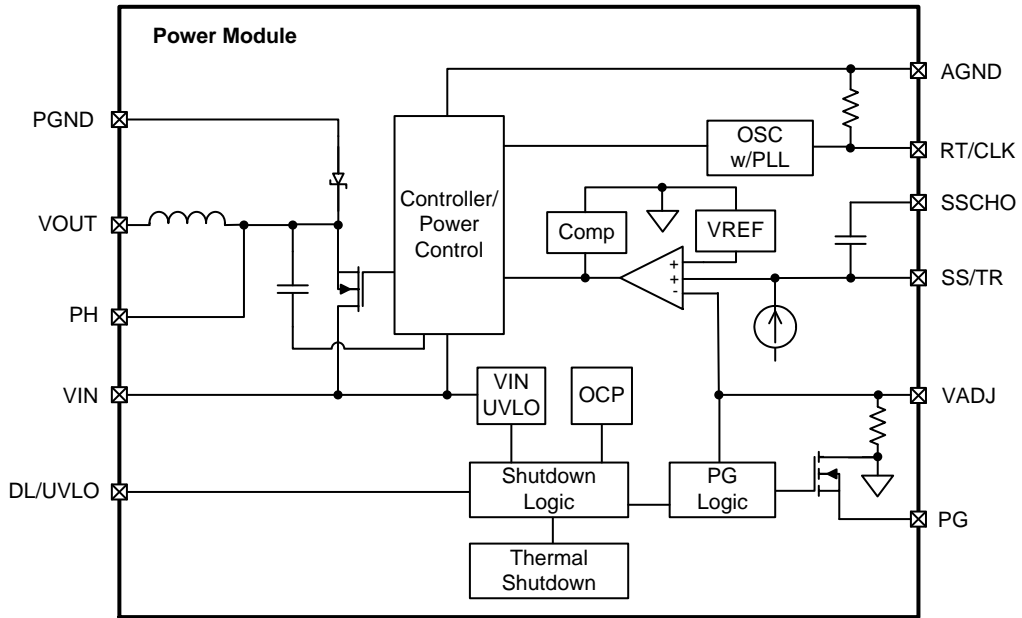 Power Module
PGND
VOUT
PH
VIN
DL/UVLO
Controller/
Power
Control
OSC
w/PLL
Comp
VREF
+
+
-
VIN
UVLO
OCP
Shutdown
Logic
PG
Logic
Thermal
Shutdown
AGND
RT/CLK
SSCHO
SS/TR
VADJ
PG